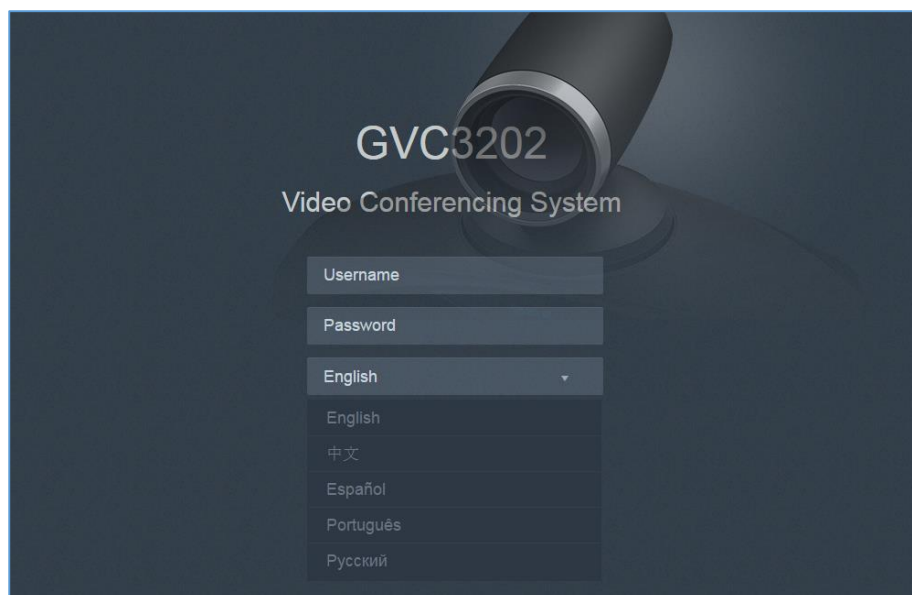 GVC3202
Video Conferencing System
Username
Password
English
English
中文
Español
Português
Русский